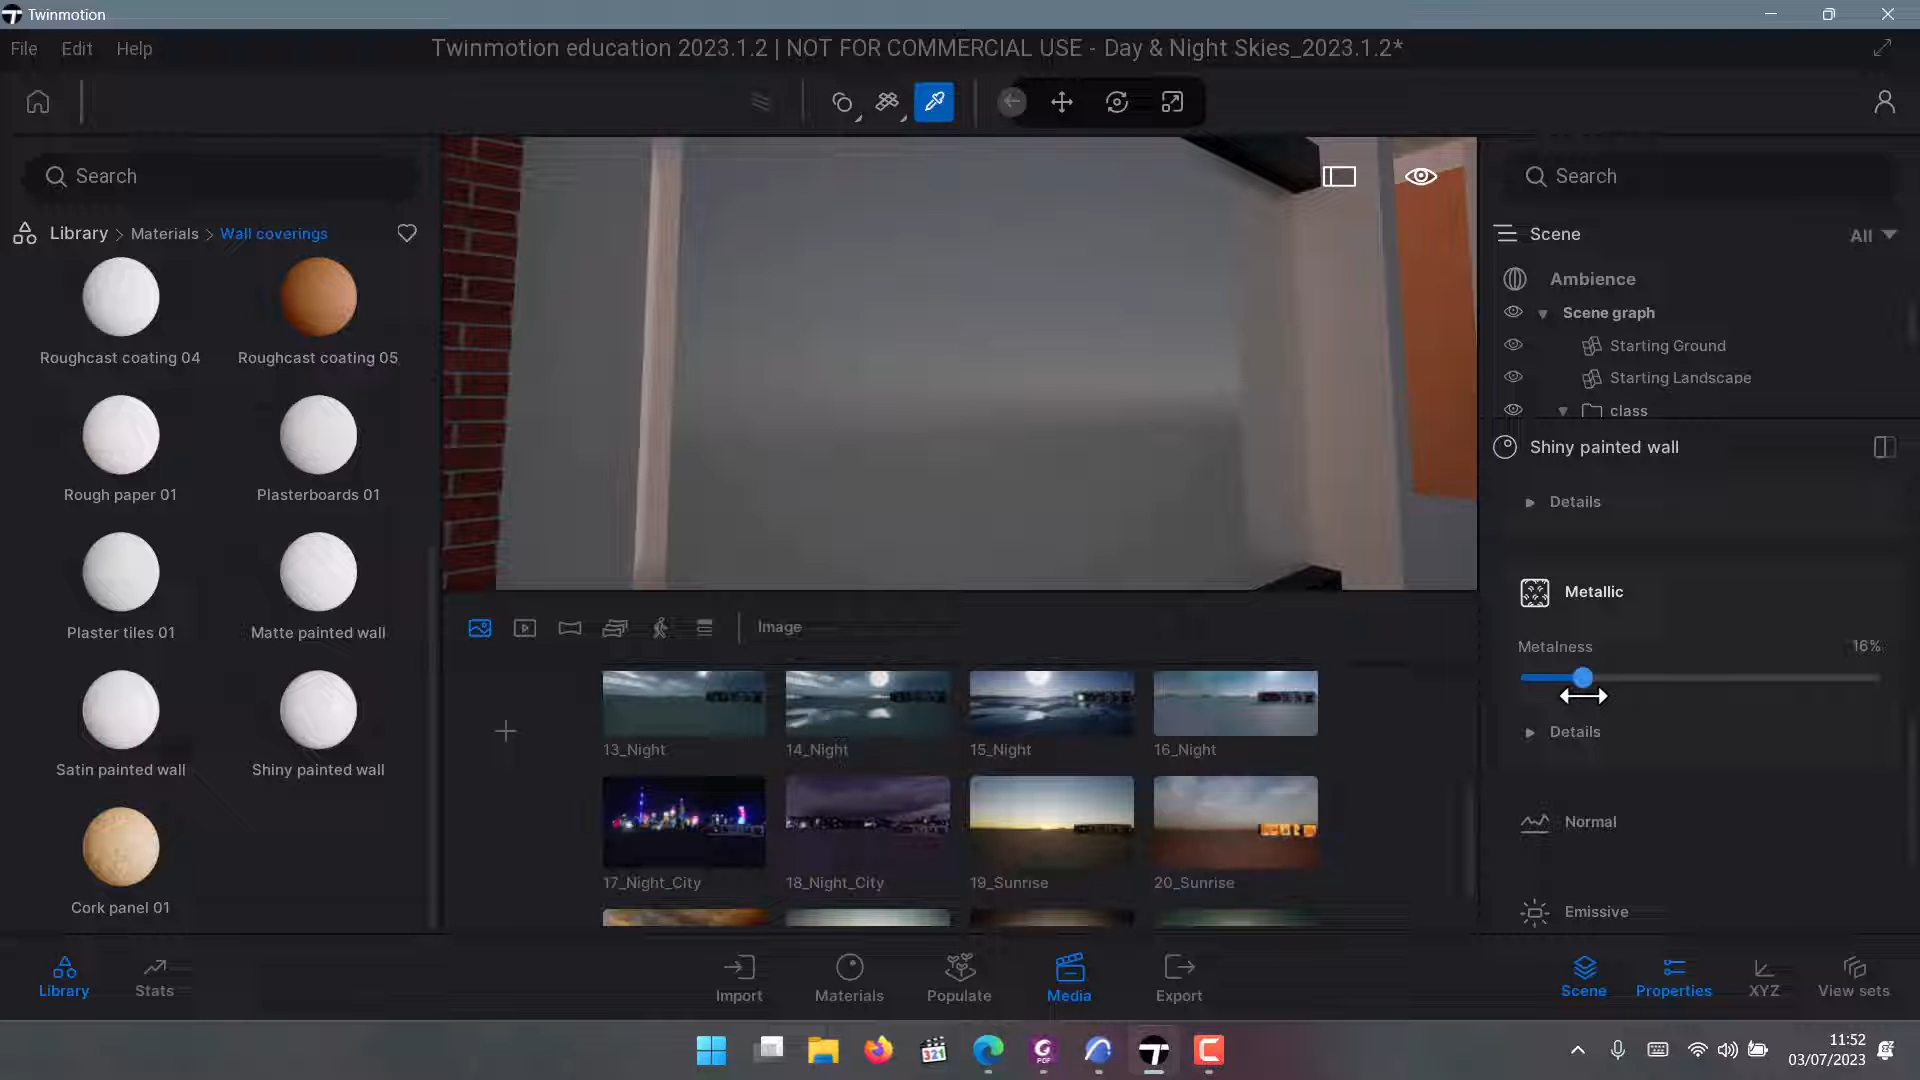 Twinmotion
File Edit Help
Twinmotion education 2023.1.2 | NOT FOR COMMERCIAL USE - Day & Night Skies_2023.1.2*
Search
Library > Materials > Wall coverings
Roughcast coating 04
Roughcast coating 05
Rough paper 01
Plasterboards 01
Plaster tiles 01
Matte painted wall
Satin painted wall
Shiny painted wall
Cork panel 01
Image
13_Night
14_Night
15_Night
16_Night
17_Night_City
18_Night_City
19_Sunrise
20_Sunrise
Search
Scene
All
Ambience
Scene graph
Starting Ground
Starting Landscape
class
Shiny painted wall
Details
Metallic
Metalness 16%
Details
Normal
Emissive
Library
Stats
Import
Materials
Populate
Media
Export
Scene
Properties
XYZ
View sets
321
PDF
11:52
03/07/2023